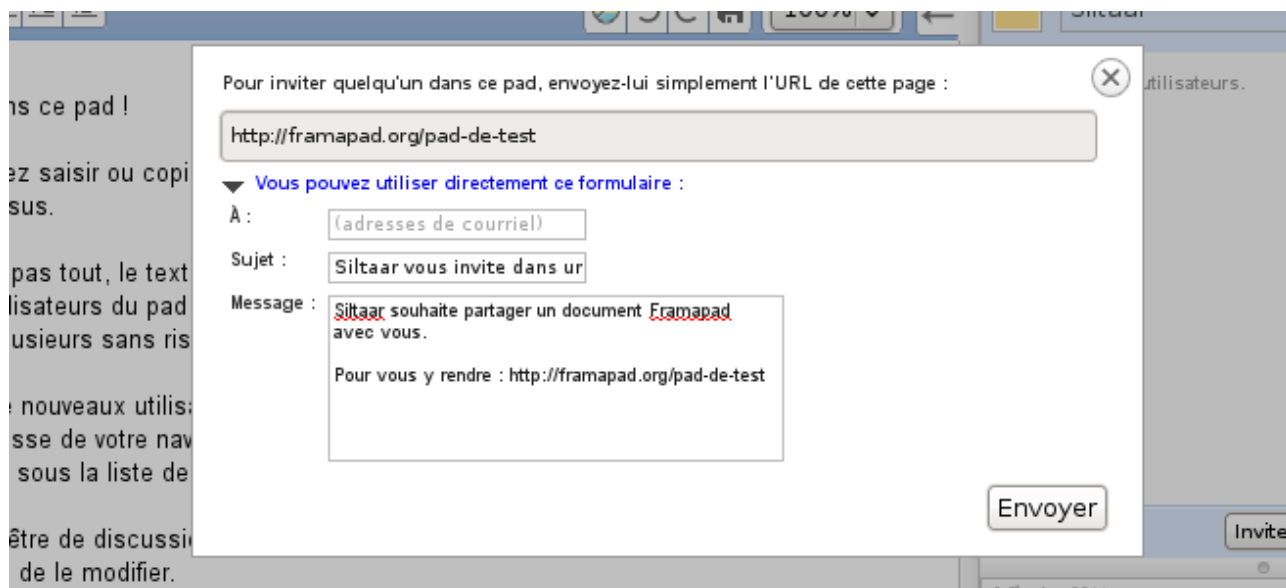 100%
Siltaar
Pour inviter quelqu'un dans ce pad, envoyez-lui simplement l'URL de cette page :
utilisateurs.
ns ce pad !
http://framapad.org/pad-de-test
ez saisir ou copi
Vous pouvez utiliser directement ce formulaire :
sus.
À :
(adresses de courriel)
Sujet :
Siltaar vous invite dans ur
pas tout, le text
lisateurs du pad
Message :
Siltaar souhaite partager un document Framapad
avec vous.
usieurs sans ris
Pour vous y rendre : http://framapad.org/pad-de-test
e nouveaux utilisa
sse de votre nav
sous la liste de
Envoyer
être de discussi
Invite
de le modifier.